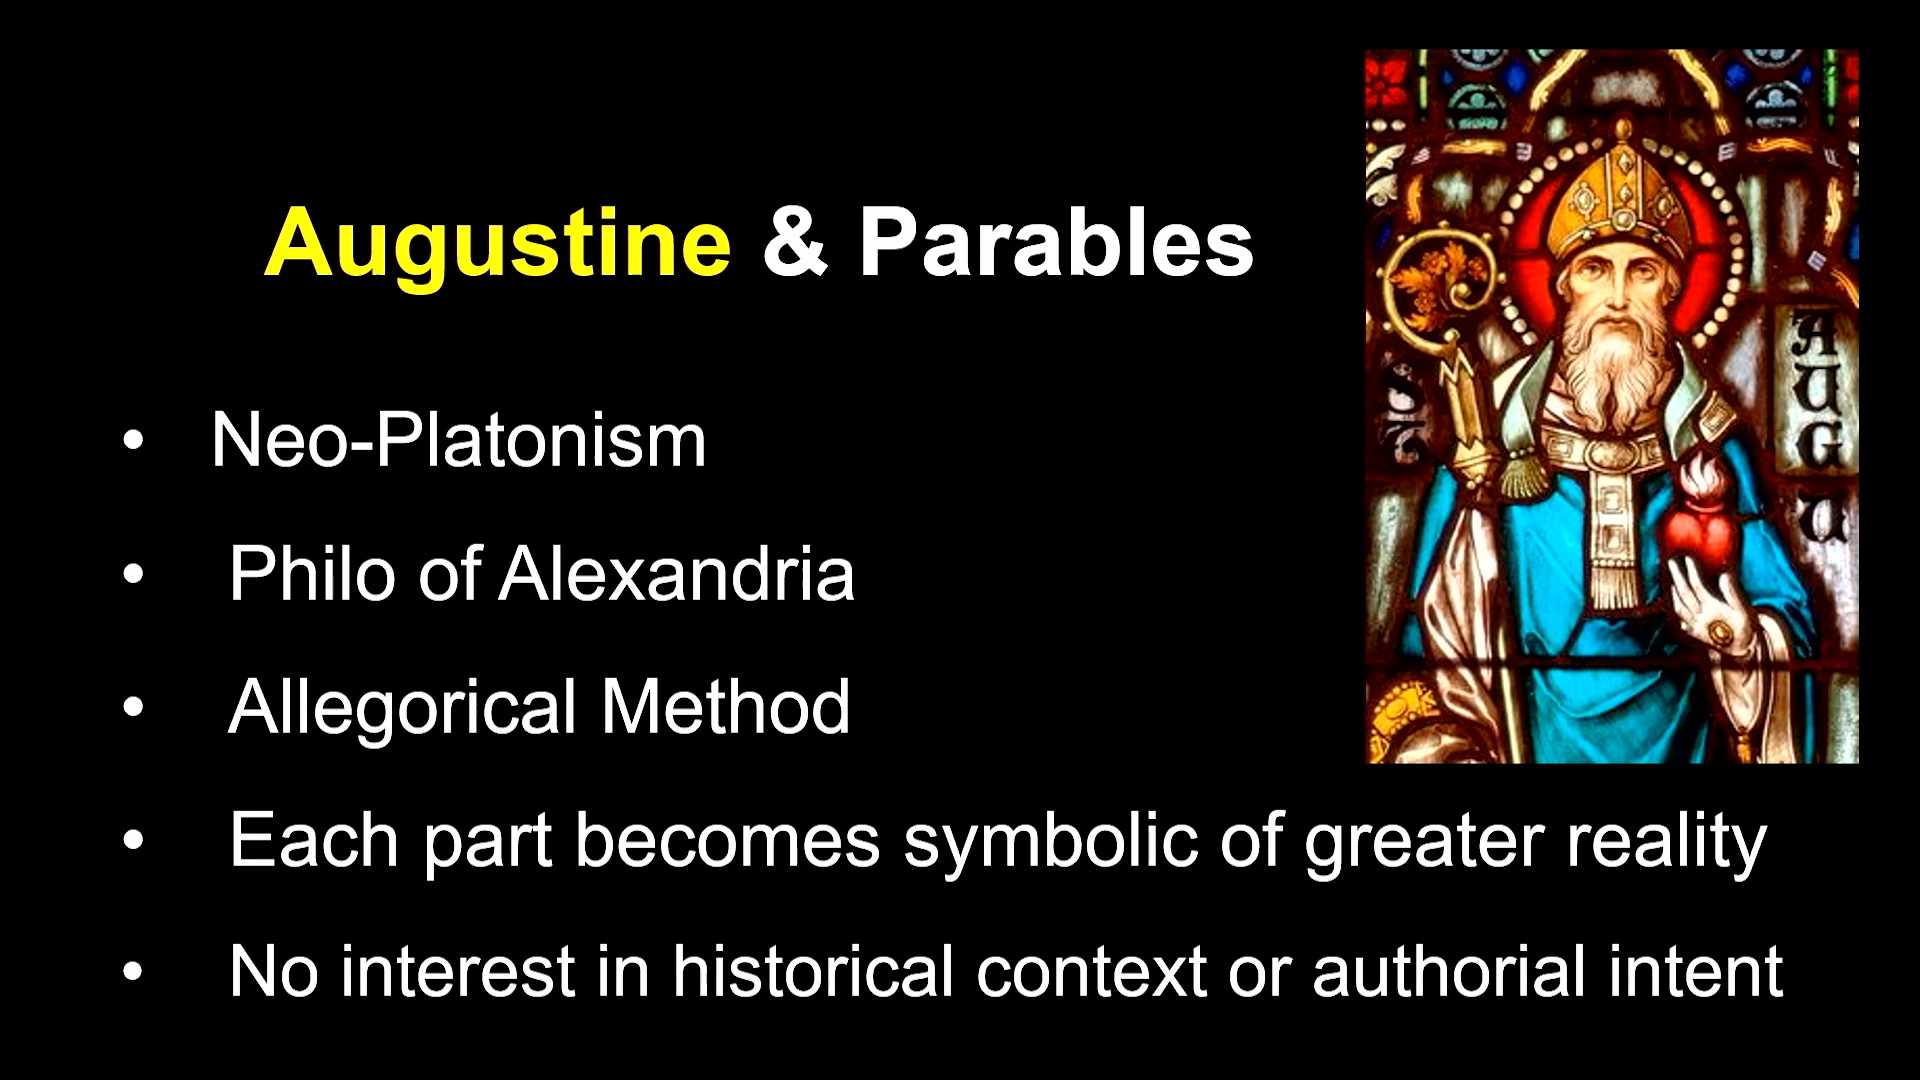 Augustine & Parables
• Neo-Platonism
• Philo of Alexandria
• Allegorical Method
• Each part becomes symbolic of greater reality
• No interest in historical context or authorial intent
S
A
U
G
U